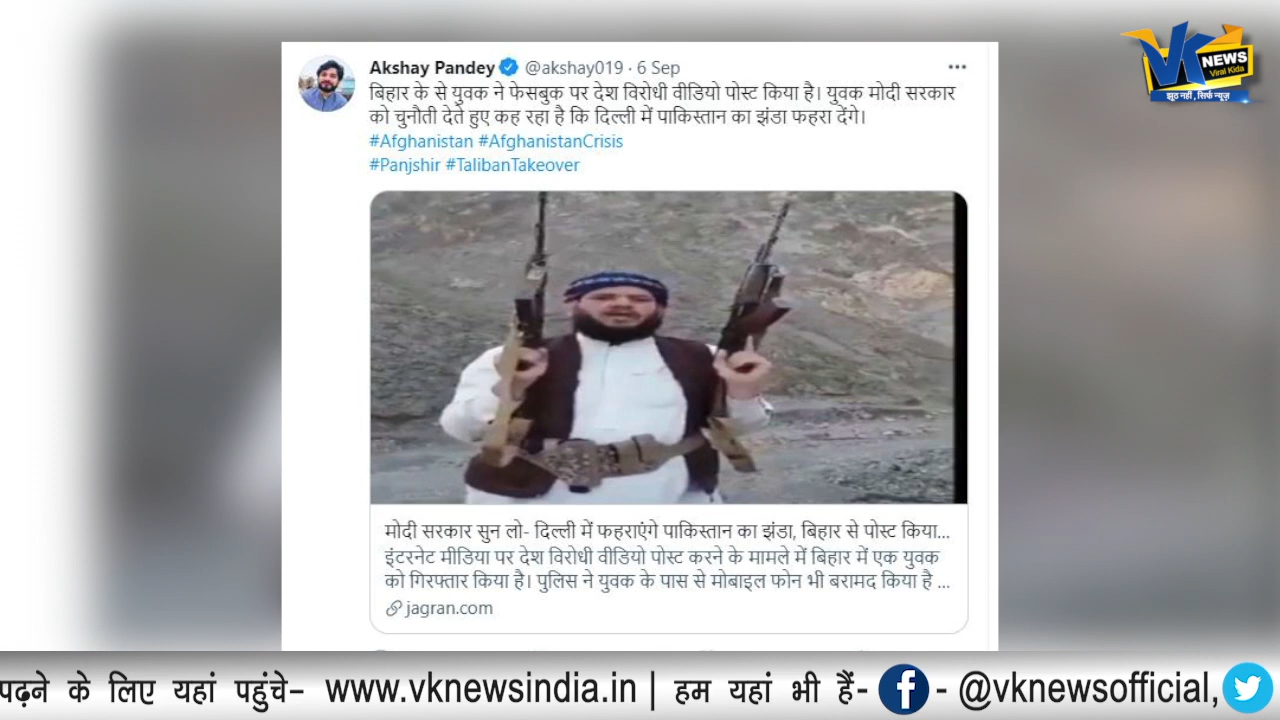 Akshay Pandey @akshay019 · 6 Sep
बिहार के से युवक ने फेसबुक पर देश विरोधी वीडियो पोस्ट किया है। युवक मोदी सरकार
को चुनौती देते हुए कह रहा है कि दिल्ली में पाकिस्तान का झंडा फहरा देंगे।
#Afghanistan #AfghanistanCrisis
#Panjshir #TalibanTakeover
VK NEWS
Viral Kida
झूठ नहीं, सिर्फ न्यूज़
मोदी सरकार सुन लो- दिल्ली में फहराएंगे पाकिस्तान का झंडा, बिहार से पोस्ट किया...
इंटरनेट मीडिया पर देश विरोधी वीडियो पोस्ट करने के मामले में बिहार में एक युवक
को गिरफ्तार किया है। पुलिस ने युवक के पास से मोबाइल फोन भी बरामद किया है ...
jagran.com
पढ़ने के लिए यहां पहुंचे- www.vknewsindia.in | हम यहां भी हैं- f - @vknewsofficial,